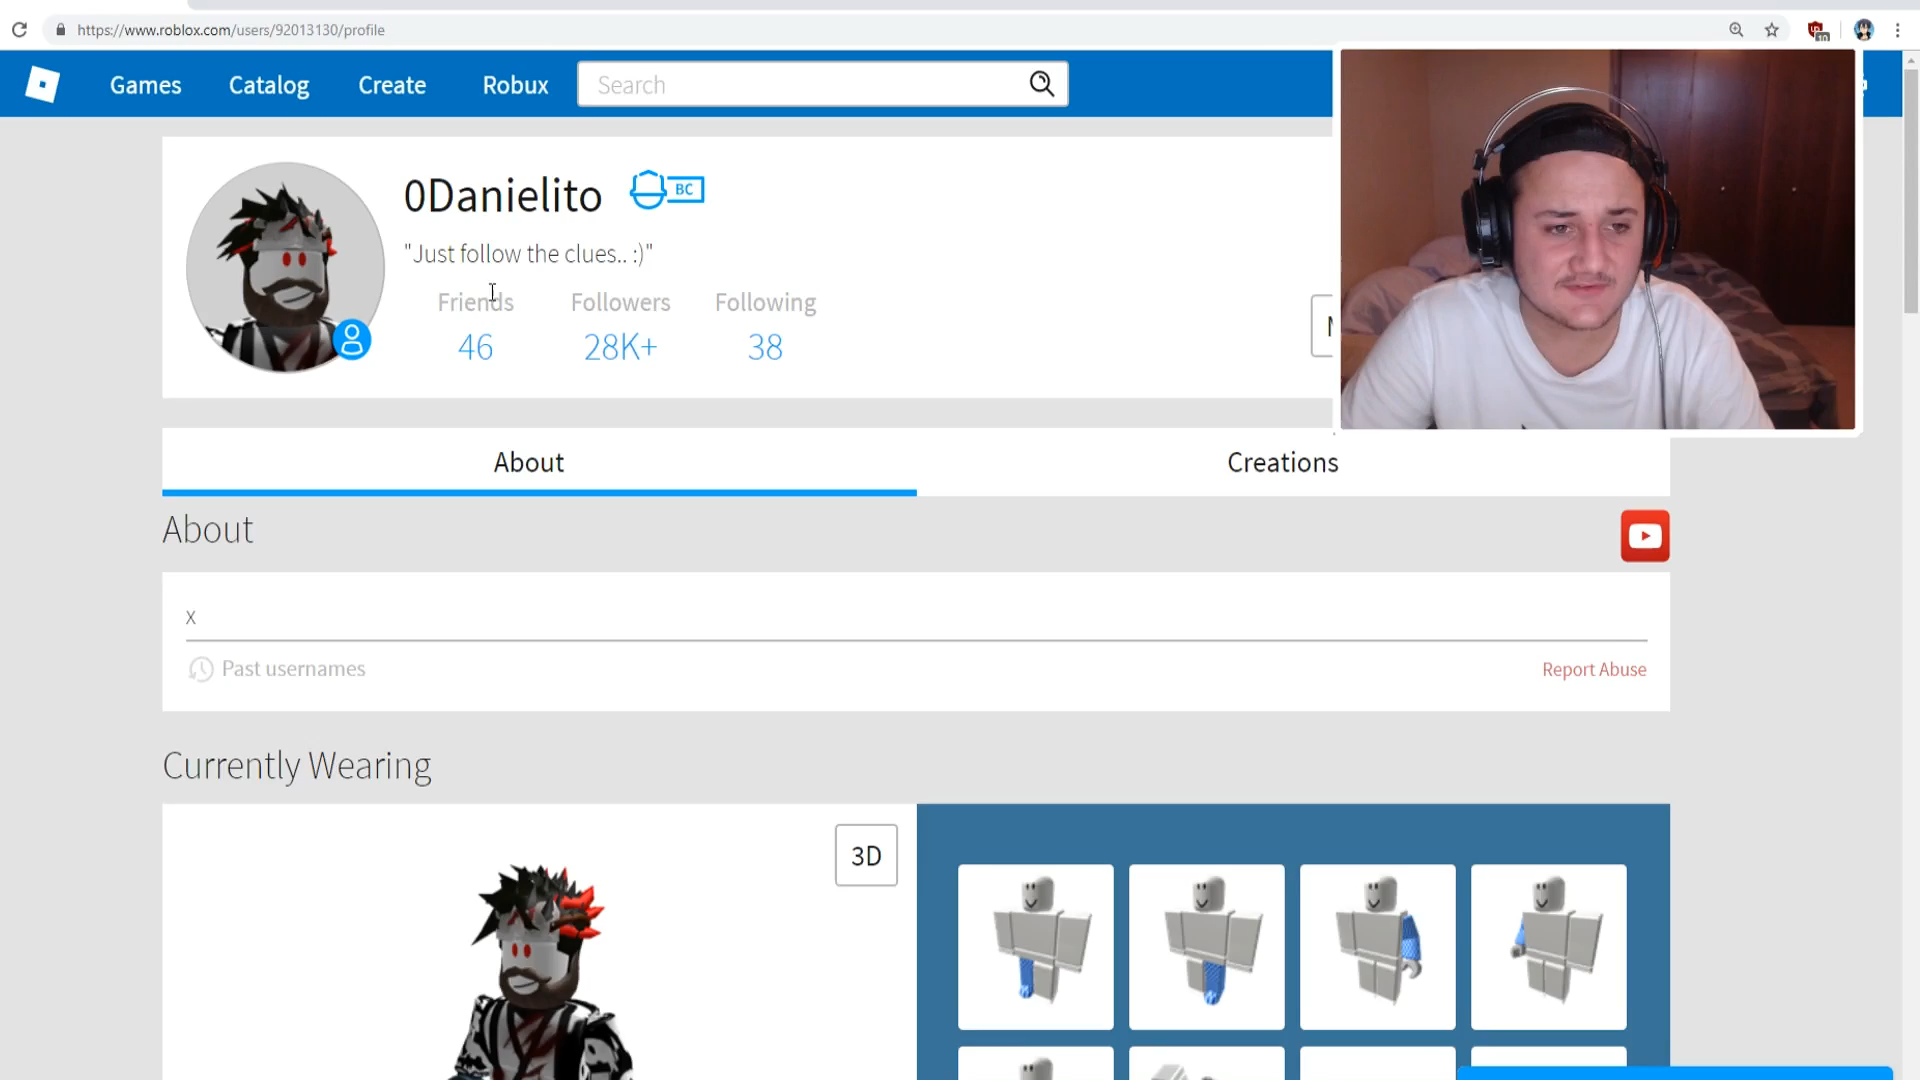 https://www.roblox.com/users/92013130/profile
Games Catalog Create Robux Search
0Danielito BC
"Just follow the clues.. :)"
Friends Followers Following
46 28K+ 38
About Creations
About
x
Past usernames Report Abuse
Currently Wearing
3D